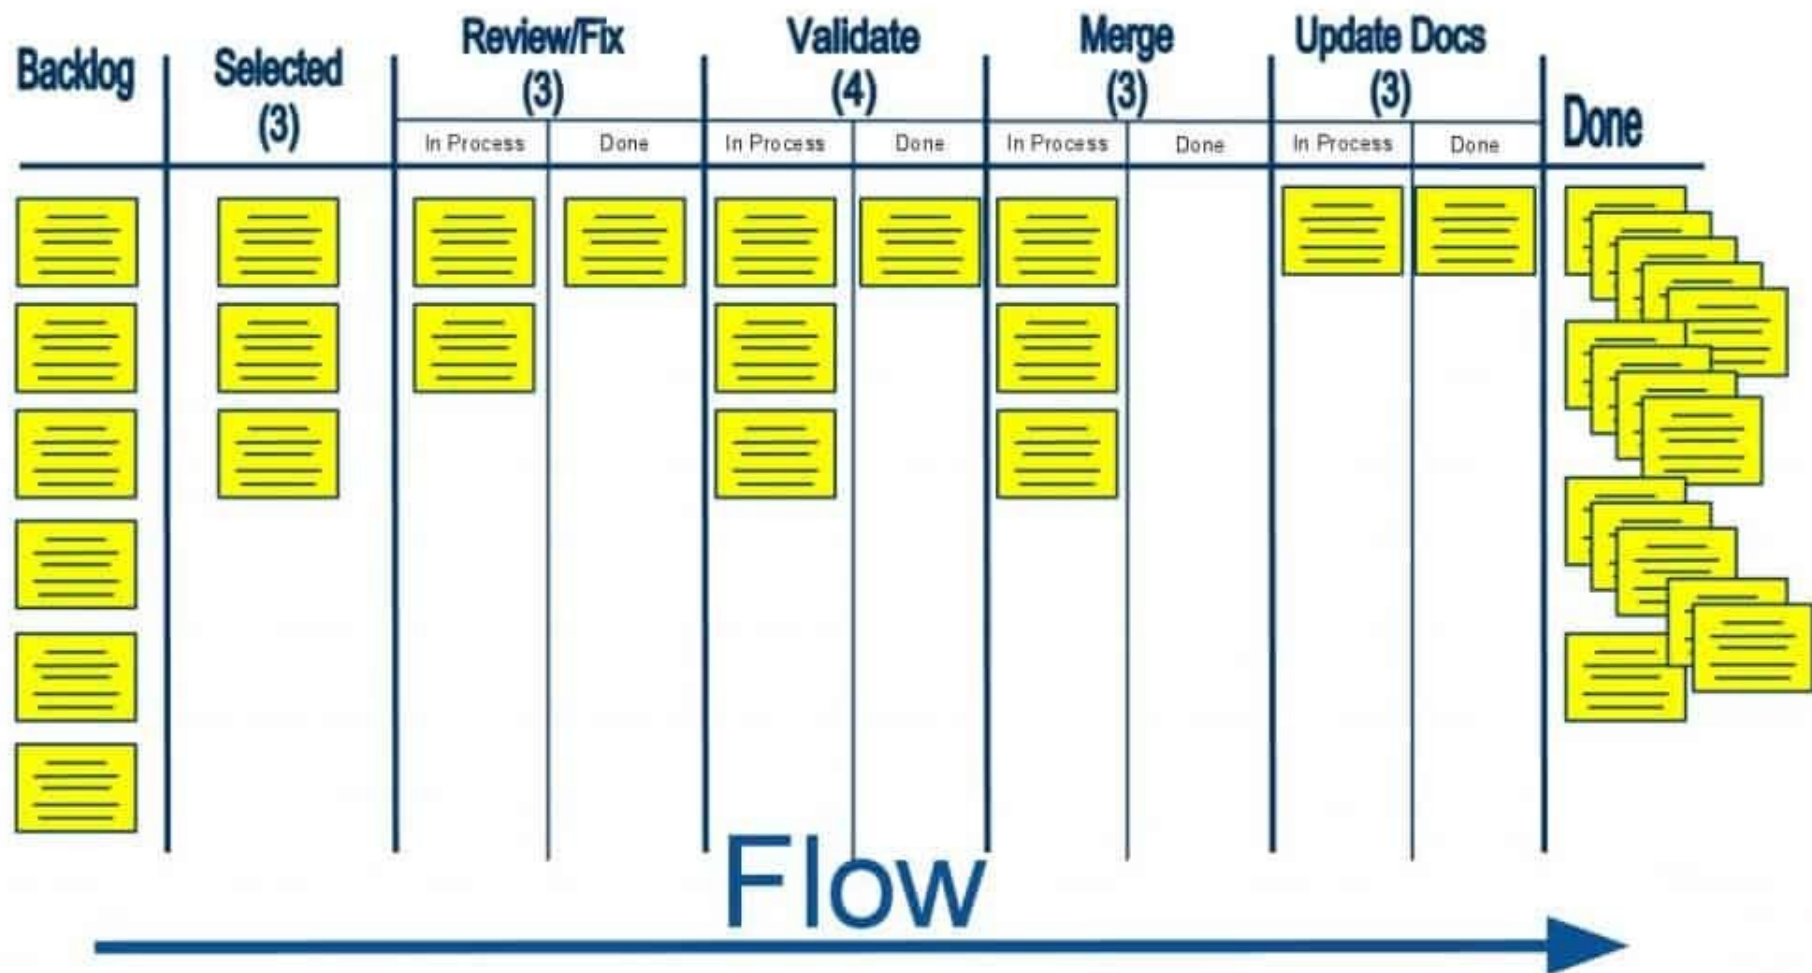 Backlog
Selected
(3)
Review/Fix
(3)
In Process
Done
Validate
(4)
In Process
Done
Merge
(3)
In Process
Done
Update Docs
(3)
In Process
Done
Done
Flow